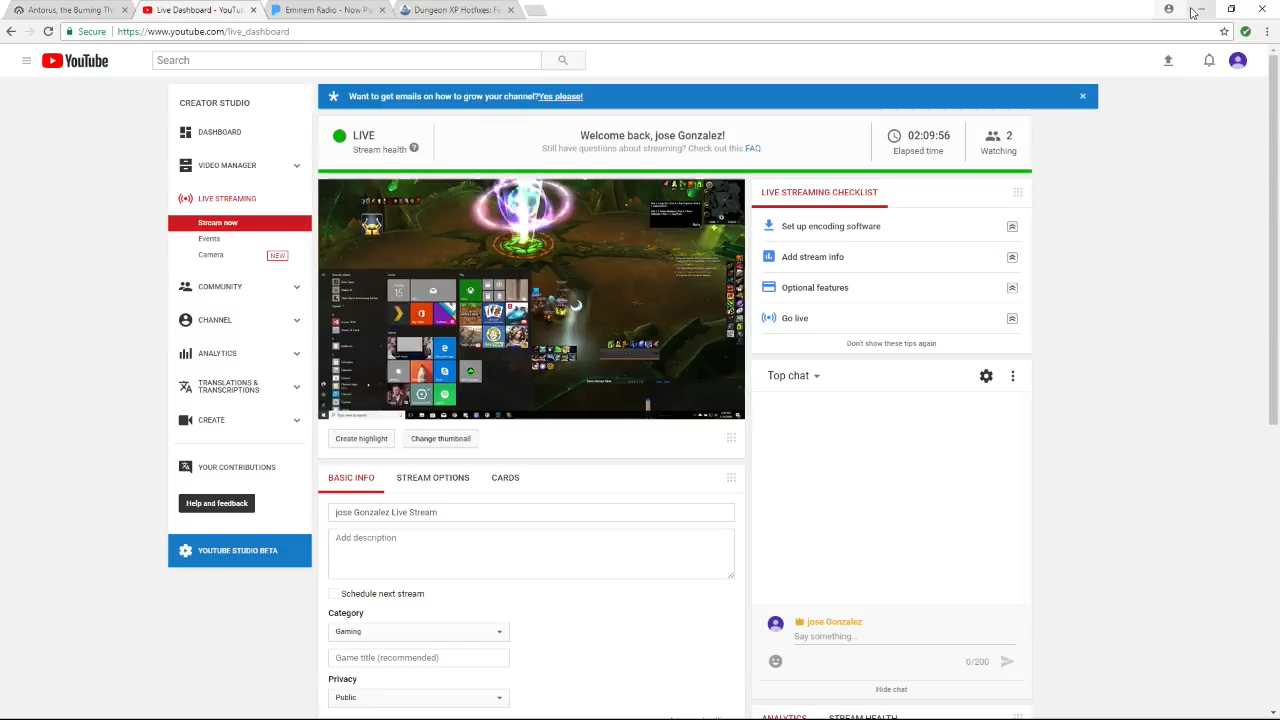 Antorus, the Burning Th
Live Dashboard - YouTu
Eminem Radio - Now Pl
Dungeon XP Hotfixes: F
Secure
https://www.youtube.com/live_dashboard
YouTube
Search
CREATOR STUDIO
DASHBOARD
VIDEO MANAGER
LIVE STREAMING
Stream now
Events
Camera
NEW
COMMUNITY
CHANNEL
ANALYTICS
TRANSLATIONS &
TRANSCRIPTIONS
CREATE
YOUR CONTRIBUTIONS
Help and feedback
YOUTUBE STUDIO BETA
Want to get emails on how to grow your channel?Yes please!
LIVE
Stream health
Welcome back, jose Gonzalez!
Still have questions about streaming? Check out this FAQ
02:09:56
Elapsed time
2
Watching
Create highlight
Change thumbnail
BASIC INFO
STREAM OPTIONS
CARDS
jose Gonzalez Live Stream
Add description
Schedule next stream
Category
Gaming
Game title (recommended)
Privacy
Public
LIVE STREAMING CHECKLIST
Set up encoding software
Add stream info
Optional features
Go live
Don't show these tips again
Top chat
jose Gonzalez
Say something...
0/200
Hide chat
ANALYTICS
STREAM HEALTH